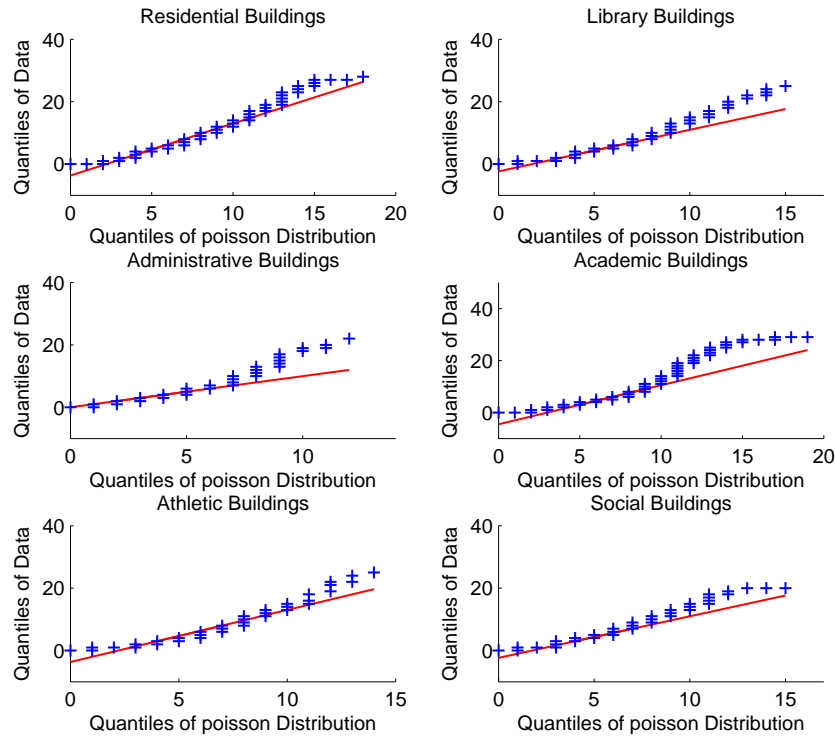 Residential Buildings
Quantiles of Data
40
20
0
0 5 10 15 20
Quantiles of poisson Distribution
Library Buildings
Quantiles of Data
40
20
0
0 5 10 15
Quantiles of poisson Distribution
Administrative Buildings
Quantiles of Data
40
20
0
0 5 10
Quantiles of poisson Distribution
Academic Buildings
Quantiles of Data
40
20
0
0 5 10 15 20
Quantiles of poisson Distribution
Athletic Buildings
Quantiles of Data
40
20
0
0 5 10 15
Quantiles of poisson Distribution
Social Buildings
Quantiles of Data
40
20
0
0 5 10 15
Quantiles of poisson Distribution